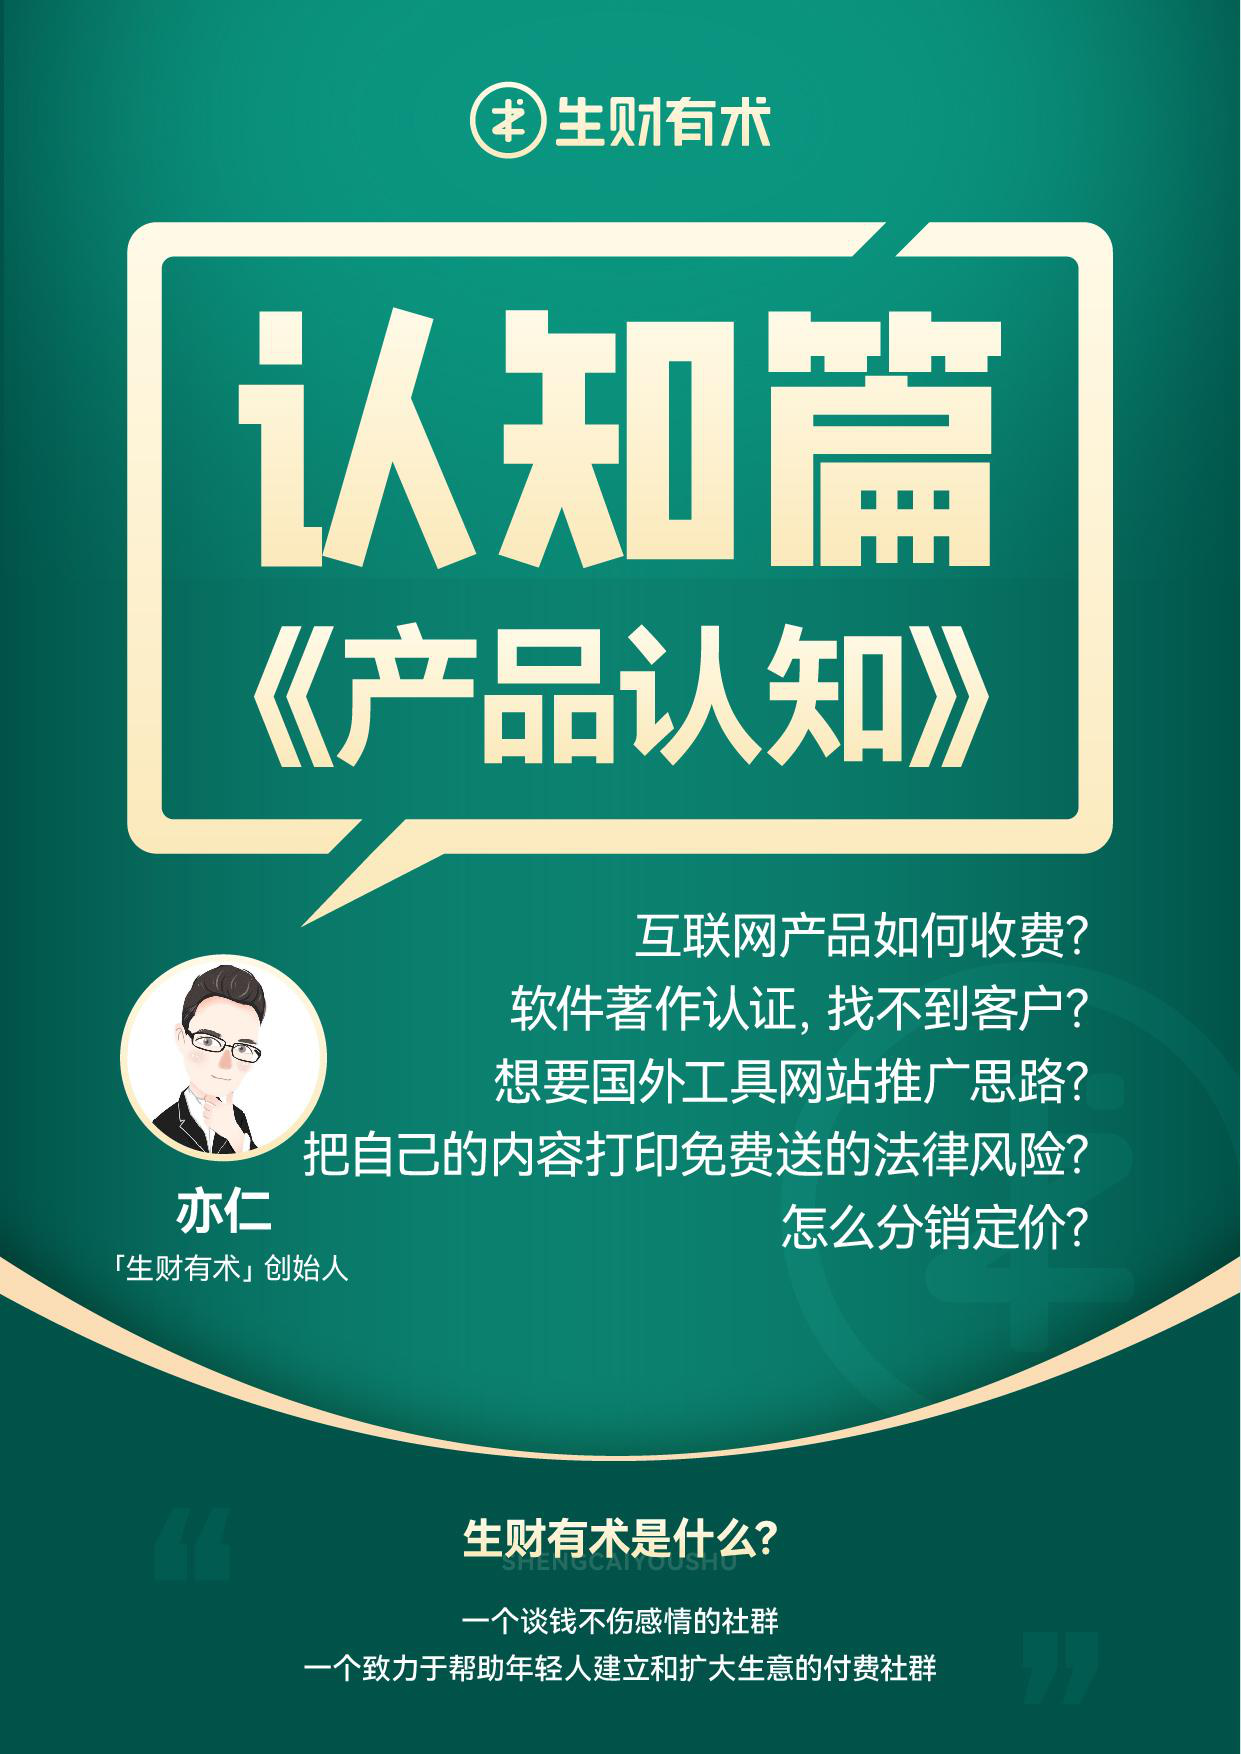 生财有术
认知篇
《产品认知》
互联网产品如何收费？
软件著作认证，找不到客户？
想要国外工具网站推广思路？
把自己的内容打印免费送的法律风险？
怎么分销定价？
亦仁
「生财有术」创始人
生财有术是什么？
SHENGCAIYOUSHU
一个谈钱不伤感情的社群
一个致力于帮助年轻人建立和扩大生意的付费社群